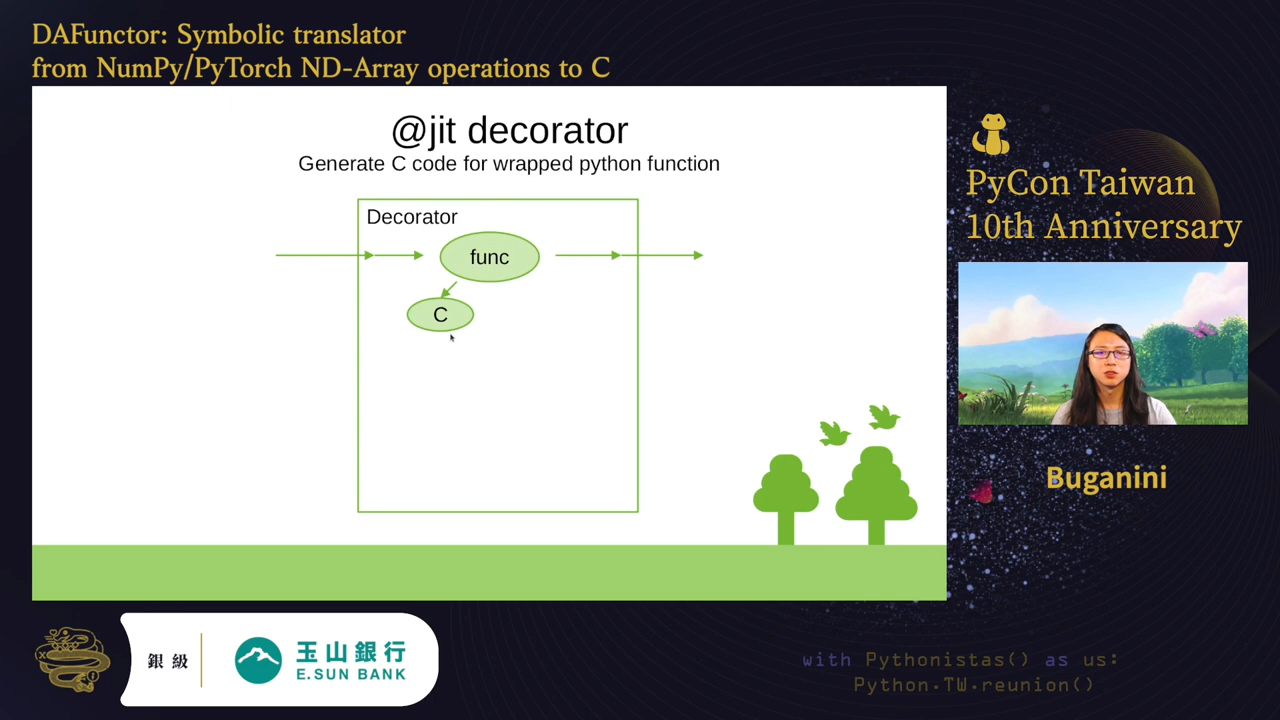 DAFunctor: Symbolic translator
from NumPy/PyTorch ND-Array operations to C
@jit decorator
Generate C code for wrapped python function
Decorator
func
C
PyCon Taiwan
10th Anniversary
Buganini
銀級
玉山銀行
E.SUN BANK
with Pythonistas() as us:
Python.TW.reunion()